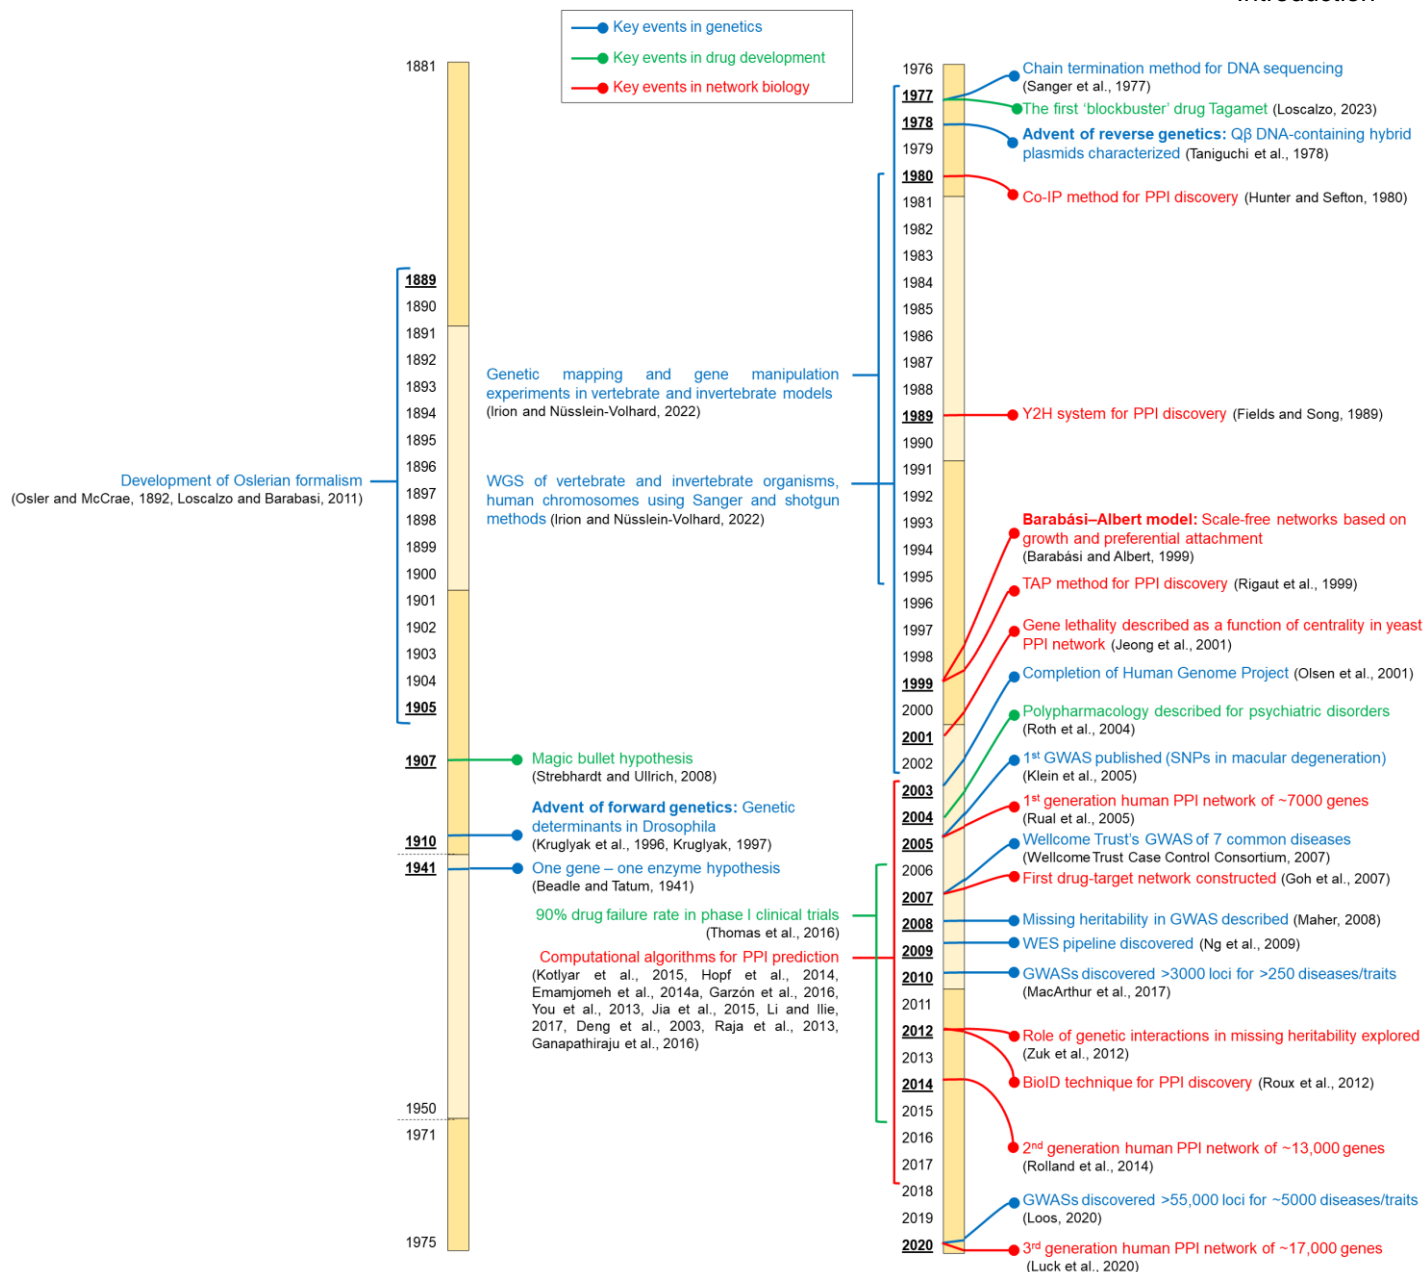 Introduction
Key events in genetics
Key events in drug development
Key events in network biology
1881
1889
1890
1891
1892
1893
1894
1895
1896
1897
1898
1899
1900
1901
1902
1903
1904
1905
1907
1910
1941
1950
1971
1975
Development of Oslerian formalism
(Osler and McCrae, 1892, Loscalzo and Barabasi, 2011)
Magic bullet hypothesis
(Strebhardt and Ullrich, 2008)
Advent of forward genetics: Genetic
determinants in Drosophila
(Kruglyak et al., 1996, Kruglyak, 1997)
One gene – one enzyme hypothesis
(Beadle and Tatum, 1941)
Genetic mapping and gene manipulation
experiments in vertebrate and invertebrate models
(Irion and Nüsslein-Volhard, 2022)
WGS of vertebrate and invertebrate organisms,
human chromosomes using Sanger and shotgun
methods (Irion and Nüsslein-Volhard, 2022)
90% drug failure rate in phase I clinical trials
(Thomas et al., 2016)
Computational algorithms for PPI prediction
(Kotlyar et al., 2015, Hopf et al., 2014,
Emamjomeh et al., 2014a, Garzón et al., 2016,
You et al., 2013, Jia et al., 2015, Li and Ilie,
2017, Deng et al., 2003, Raja et al., 2013,
Ganapathiraju et al., 2016)
1976
1977
1978
1979
1980
1981
1982
1983
1984
1985
1986
1987
1988
1989
1990
1991
1992
1993
1994
1995
1996
1997
1998
1999
2000
2001
2002
2003
2004
2005
2006
2007
2008
2009
2010
2011
2012
2013
2014
2015
2016
2017
2018
2019
2020
Chain termination method for DNA sequencing
(Sanger et al., 1977)
The first 'blockbuster' drug Tagamet (Loscalzo, 2023)
Advent of reverse genetics: Qβ DNA-containing hybrid
plasmids characterized (Taniguchi et al., 1978)
Co-IP method for PPI discovery (Hunter and Sefton, 1980)
Y2H system for PPI discovery (Fields and Song, 1989)
Barabási–Albert model: Scale-free networks based on
growth and preferential attachment
(Barabási and Albert, 1999)
TAP method for PPI discovery (Rigaut et al., 1999)
Gene lethality described as a function of centrality in yeast
PPI network (Jeong et al., 2001)
Completion of Human Genome Project (Olsen et al., 2001)
Polypharmacology described for psychiatric disorders
(Roth et al., 2004)
1st GWAS published (SNPs in macular degeneration)
(Klein et al., 2005)
1st generation human PPI network of ~7000 genes
(Rual et al., 2005)
Wellcome Trust's GWAS of 7 common diseases
(Wellcome Trust Case Control Consortium, 2007)
First drug-target network constructed (Goh et al., 2007)
Missing heritability in GWAS described (Maher, 2008)
WES pipeline discovered (Ng et al., 2009)
GWASs discovered >3000 loci for >250 diseases/traits
(MacArthur et al., 2017)
Role of genetic interactions in missing heritability explored
(Zuk et al., 2012)
BioID technique for PPI discovery (Roux et al., 2012)
2nd generation human PPI network of ~13,000 genes
(Rolland et al., 2014)
GWASs discovered >55,000 loci for ~5000 diseases/traits
(Loos, 2020)
3rd generation human PPI network of ~17,000 genes
(Luck et al., 2020)